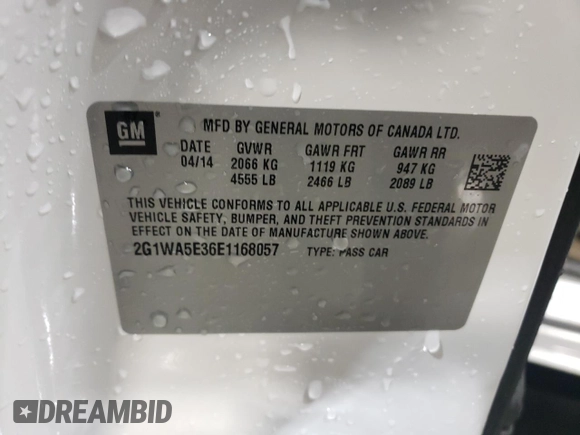 GM
MFD BY GENERAL MOTORS OF CANADA LTD.
DATE GVWR GAWR FRT GAWR RR
04/14 2066 KG 1119 KG 947 KG
4555 LB 2466 LB 2089 LB
THIS VEHICLE CONFORMS TO ALL APPLICABLE U.S. FEDERAL MOTOR
VEHICLE SAFETY, BUMPER, AND THEFT PREVENTION STANDARDS IN
EFFECT ON THE DATE OF MANUFACTURE SHOWN ABOVE.
2G1WA5E36E1168057 TYPE: PASS CAR
DREAMBID